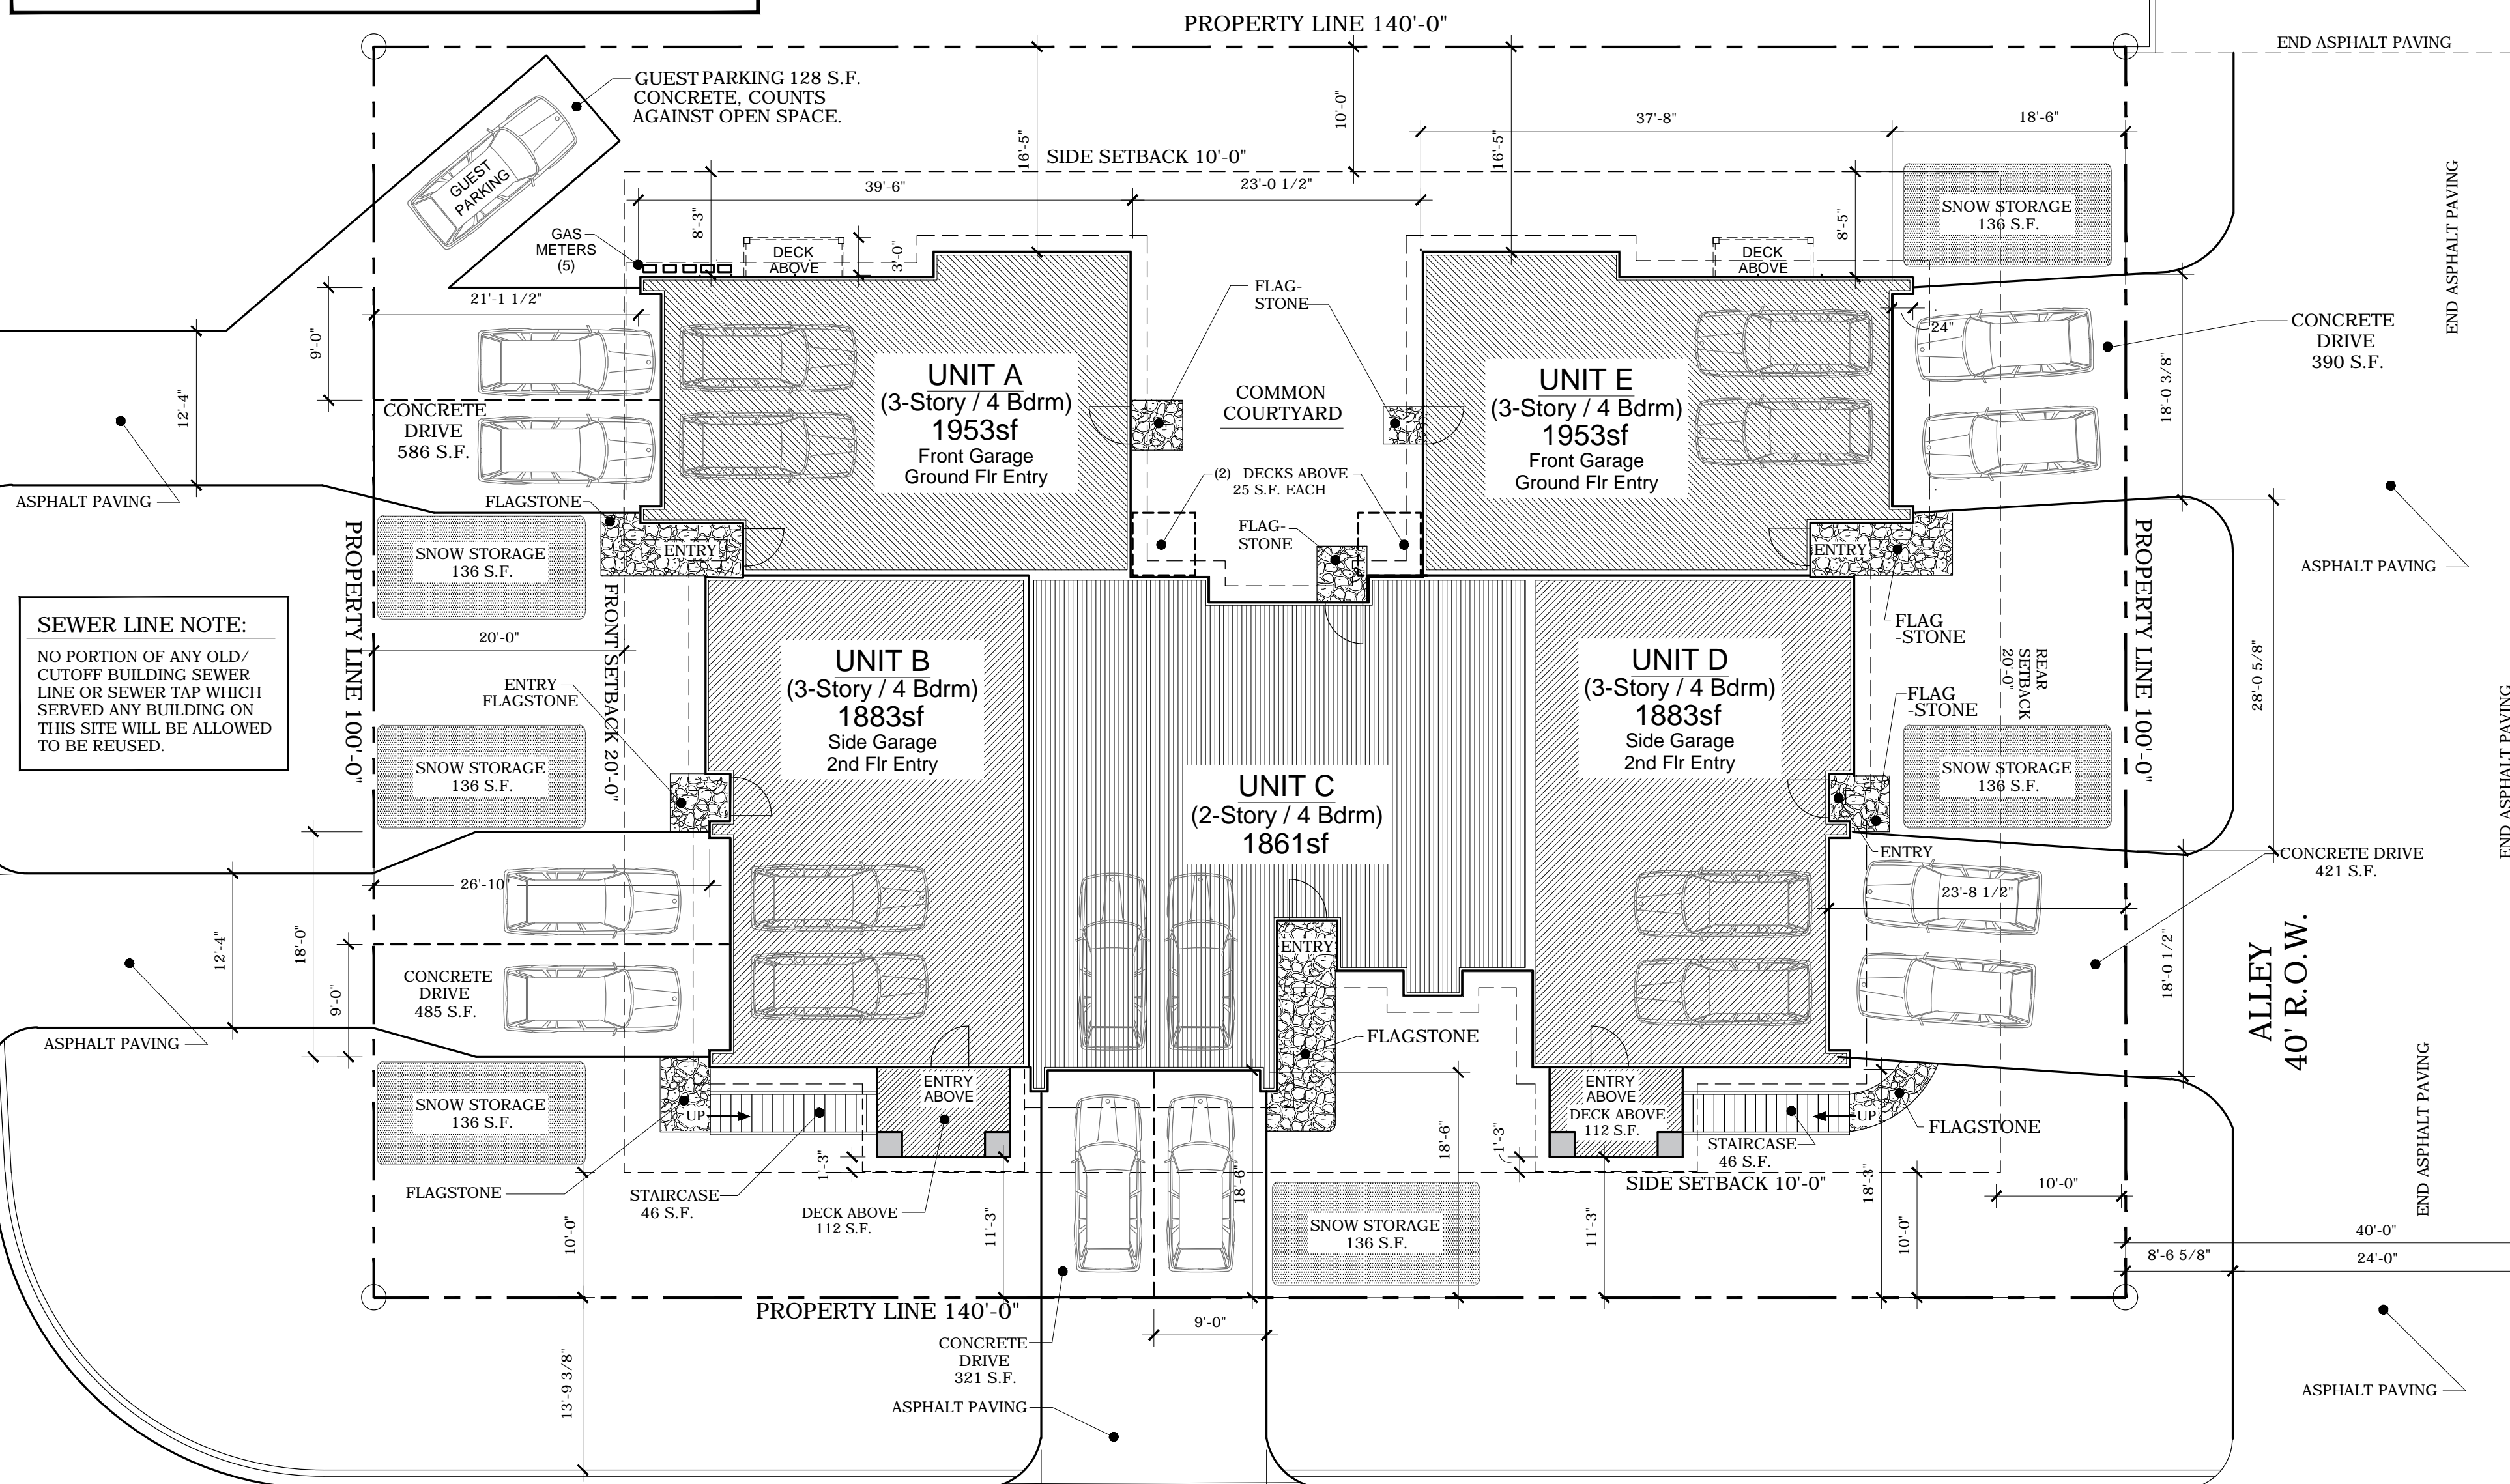 PROPERTY LINE 140'-0"
END ASPHALT PAVING
GUEST PARKING 128 S.F.
CONCRETE, COUNTS
AGAINST OPEN SPACE.
GUEST
PARKING
16'-5"
10'-0"
16'-5"
37'-8"
18'-6"
SIDE SETBACK 10'-0"
39'-6"
23'-0 1/2"
8'-3"
8'-5"
3'-0"
GAS
METERS
(5)
DECK
ABOVE
DECK
ABOVE
SNOW STORAGE
136 S.F.
END ASPHALT PAVING
21'-1 1/2"
9'-0"
12'-4"
FLAG-
STONE
24"
CONCRETE
DRIVE
390 S.F.
18'-0 3/8"
UNIT A
(3-Story / 4 Bdrm)
1953sf
Front Garage
Ground Flr Entry
COMMON
COURTYARD
UNIT E
(3-Story / 4 Bdrm)
1953sf
Front Garage
Ground Flr Entry
CONCRETE
DRIVE
586 S.F.
(2) DECKS ABOVE
25 S.F. EACH
ASPHALT PAVING
FLAGSTONE
FLAG-
STONE
ENTRY
ENTRY
SNOW STORAGE
136 S.F.
PROPERTY LINE 100'-0"
FRONT SETBACK 20'-0"
PROPERTY LINE 100'-0"
ASPHALT PAVING
SEWER LINE NOTE:
NO PORTION OF ANY OLD/
CUTOFF BUILDING SEWER
LINE OR SEWER TAP WHICH
SERVED ANY BUILDING ON
THIS SITE WILL BE ALLOWED
TO BE REUSED.
20'-0"
FLAG
-STONE
REAR
SETBACK
20'-0"
28'-0 5/8"
ENTRY
FLAGSTONE
UNIT B
(3-Story / 4 Bdrm)
1883sf
Side Garage
2nd Flr Entry
UNIT D
(3-Story / 4 Bdrm)
1883sf
Side Garage
2nd Flr Entry
FLAG
-STONE
SNOW STORAGE
136 S.F.
SNOW STORAGE
136 S.F.
END ASPHALT PAVING
UNIT C
(2-Story / 4 Bdrm)
1861sf
ENTRY
CONCRETE DRIVE
421 S.F.
26'-10"
23'-8 1/2"
12'-4"
18'-0"
9'-0"
ENTRY
CONCRETE
DRIVE
485 S.F.
18'-0 1/2"
ALLEY
40' R.O.W.
ASPHALT PAVING
FLAGSTONE
SNOW STORAGE
136 S.F.
UP
ENTRY
ABOVE
ENTRY
ABOVE
DECK ABOVE
112 S.F.
UP
FLAGSTONE
STAIRCASE
46 S.F.
END ASPHALT PAVING
1'-3"
18'-6"
18'-6"
1'-3"
18'-3"
FLAGSTONE
STAIRCASE
46 S.F.
DECK ABOVE
112 S.F.
SIDE SETBACK 10'-0"
10'-0"
10'-0"
11'-3"
SNOW STORAGE
136 S.F.
11'-3"
10'-0"
40'-0"
8'-6 5/8"
24'-0"
PROPERTY LINE 140'-0"
9'-0"
CONCRETE
DRIVE
321 S.F.
13'-9 3/8"
ASPHALT PAVING
ASPHALT PAVING